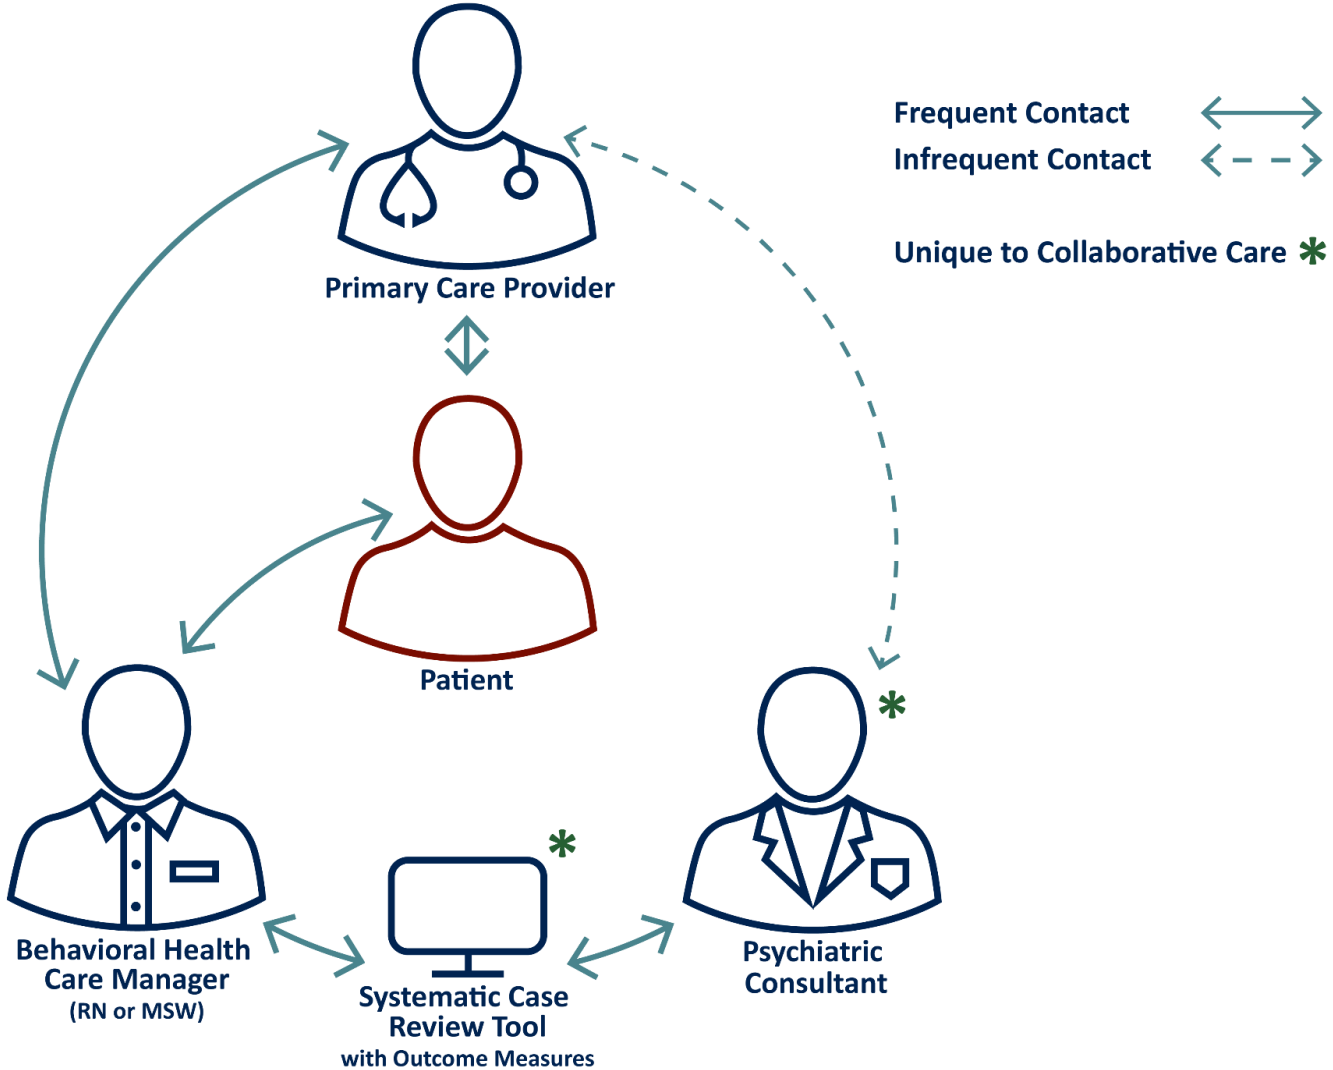 Frequent Contact
Infrequent Contact
Unique to Collaborative Care *
Primary Care Provider
Patient
*
*
Behavioral Health
Care Manager
(RN or MSW)
Systematic Case
Review Tool
with Outcome Measures
Psychiatric
Consultant